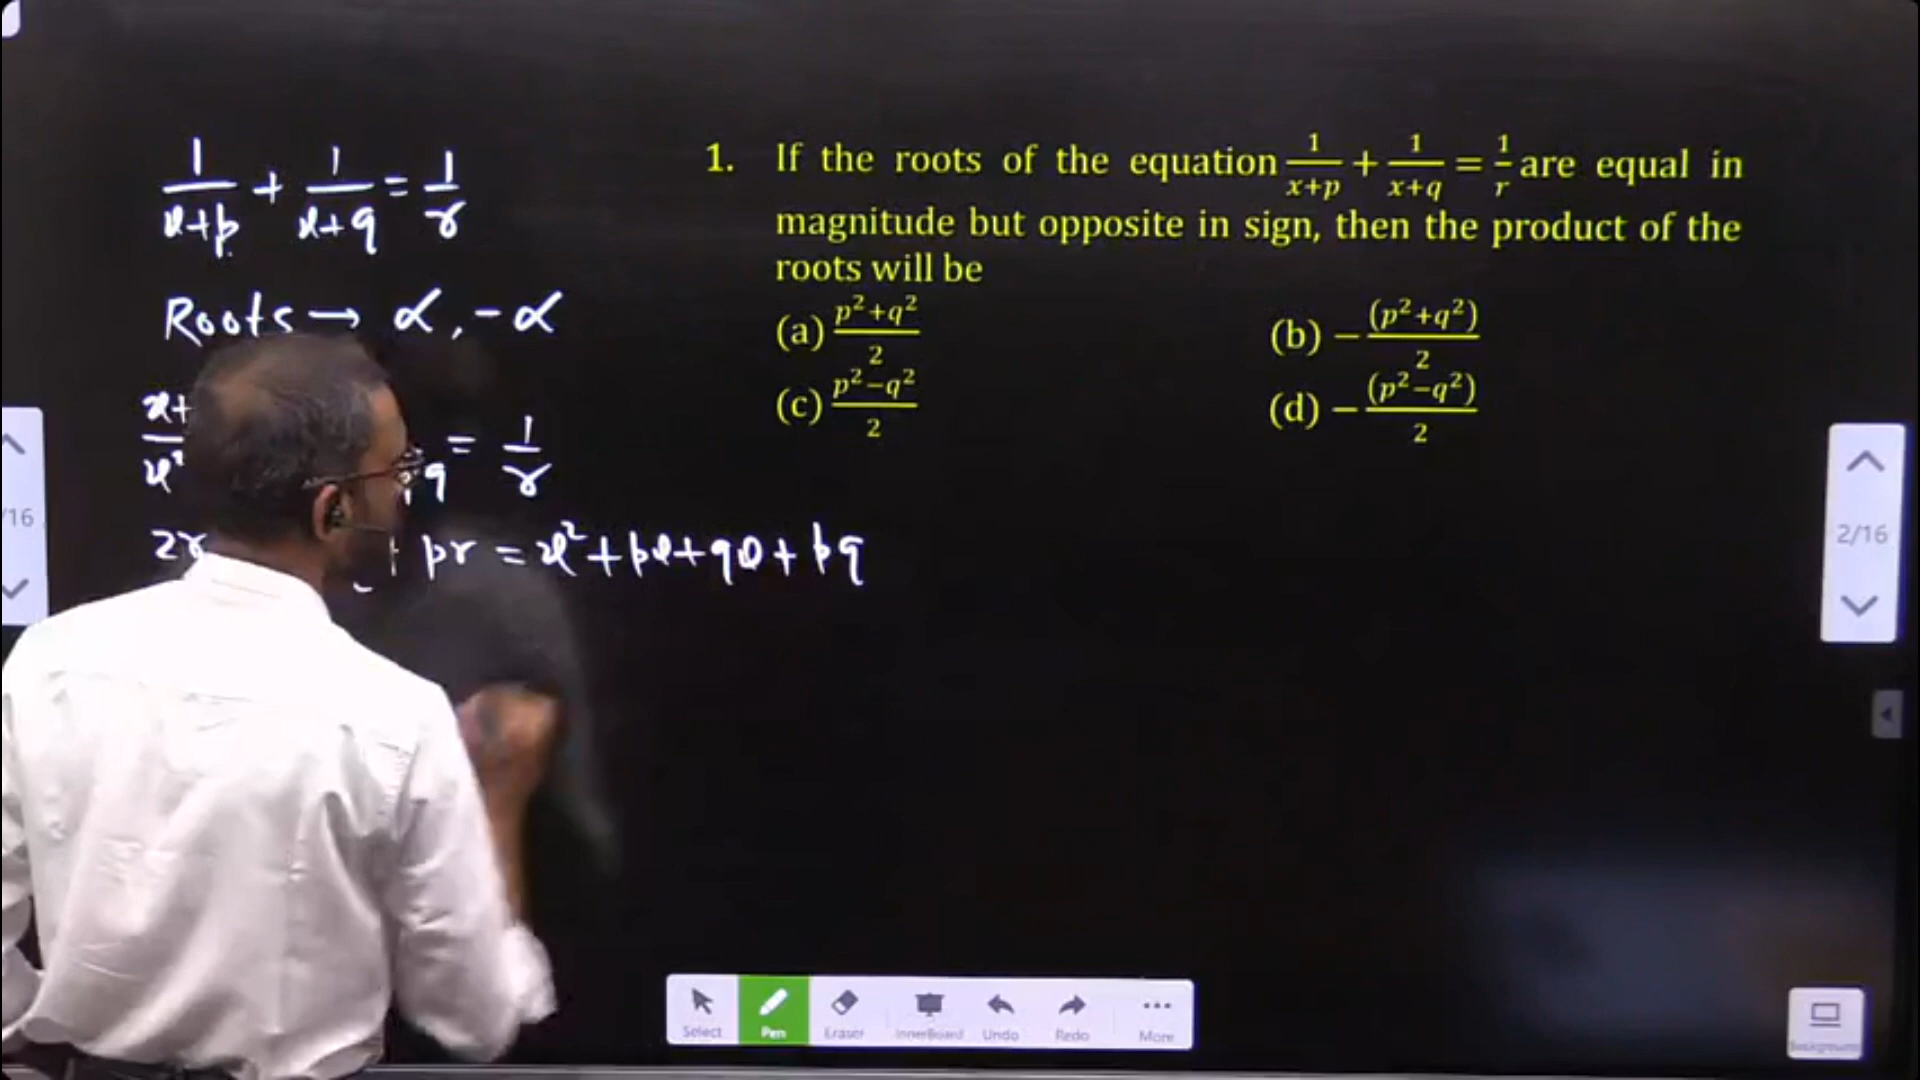 1/(x+p) + 1/(x+q) = 1/r
Roots → α, -α
x+
x² q = 1/r
2x + pr = x² + px + qx + pq
1. If the roots of the equation 1/(x+p) + 1/(x+q) = 1/r are equal in
magnitude but opposite in sign, then the product of the
roots will be
(a) (p²+q²)/2 (b) -(p²+q²)/2
(c) (p²-q²)/2 (d) -(p²-q²)/2
/16
2/16
Select Pen Eraser InnerBoard Undo Redo More
Background